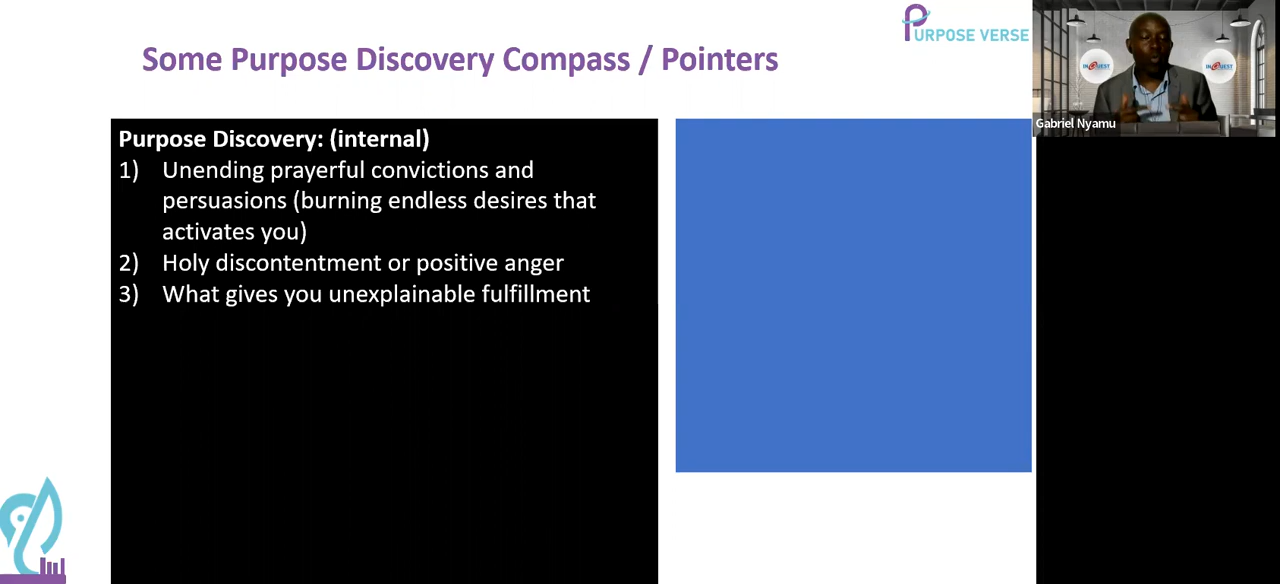 Some Purpose Discovery Compass / Pointers
PURPOSE VERSE
Gabriel Nyamu
Purpose Discovery: (internal)
1) Unending prayerful convictions and
persuasions (burning endless desires that
activates you)
2) Holy discontentment or positive anger
3) What gives you unexplainable fulfillment